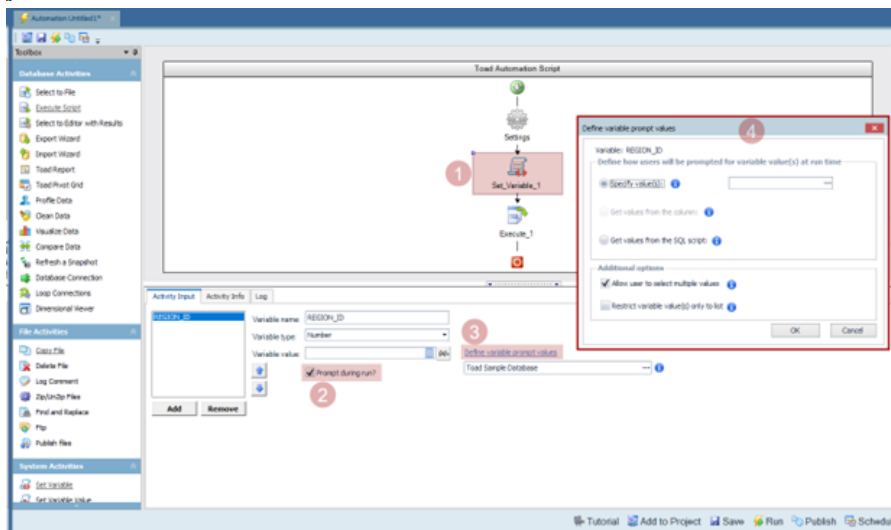 Automation Untitled1*
Toolbox
Database Activities
Select to File
Execute Script
Select to Editor with Results
Export Wizard
Import Wizard
Toad Report
Toad Pivot Grid
Profile Data
Clean Data
Visualize Data
Compare Data
Refresh a Snapshot
Database Connection
Loop Connections
Dimensional Viewer
File Activities
Copy File
Delete File
Log Comment
Zip/UnZip Files
Find and Replace
Ftp
Publish Files
System Activities
Set Variable
Set Variable Value
Toad Automation Script
Settings
1
Set_Variable_1
Execute_1
Activity Input
Activity Info
Log
REGION_ID
Add
Remove
Variable name:
REGION_ID
Variable type:
Number
Variable value:
Prompt during run?
2
3
Define variable prompt values
Toad Sample Database
Define variable prompt values
4
Variable: REGION_ID
Define how users will be prompted for variable value(s) at run time
Specify value(s):
Get values from the column:
Get values from the SQL script:
Additional options
Allow user to select multiple values
Restrict variable value(s) only to list
OK
Cancel
Tutorial
Add to Project
Save
Run
Publish
Schedu